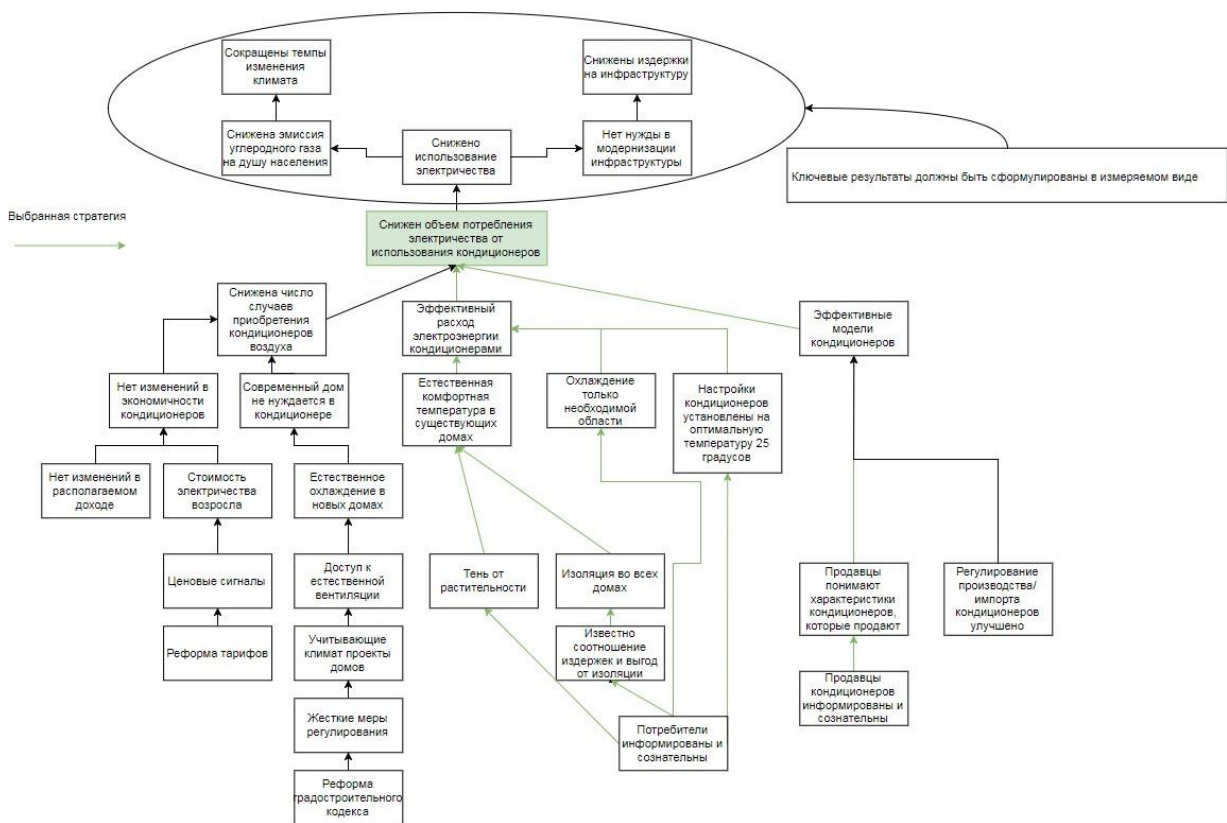 Сокращены темпы
изменения
климата
Снижены издержки
на инфраструктуру
Снижена эмиссия
углеродного газа
на душу населения
Снижено
использование
электричества
Нет нужды в
модернизации
инфраструктуры
Ключевые результаты должны быть сформулированы в измеряемом виде
Выбранная стратегия
Снижен объем потребления
электричества от
использования кондиционеров
Снижена число
случаев
приобретения
кондиционеров
воздуха
Эффективный
расход
электроэнергии
кондиционерами
Эффективные
модели
кондиционеров
Нет изменений в
экономичности
кондиционеров
Современный дом
не нуждается в
кондиционере
Естественная
комфортная
температура в
существующих
домах
Охлаждение
только
необходимой
области
Настройки
кондиционеров
установлены на
оптимальную
температуру 25
градусов
Нет изменений в
располагаемом
доходе
Стоимость
электричества
возросла
Естественное
охлаждение в
новых домах
Ценовые сигналы
Доступ к
естественной
вентиляции
Тень от
растительности
Изоляция во всех
домах
Продавцы
понимают
характеристики
кондиционеров,
которые продают
Регулирование
производства/
импорта
кондиционеров
улучшено
Реформа тарифов
Учитывающие
климат проекты
домов
Известно
соотношение
издержек и выгод
от изоляции
Продавцы
кондиционеров
информированы и
сознательны
Жесткие меры
регулирования
Потребители
информированы и
сознательны
Реформа
градостроительного
кодекса